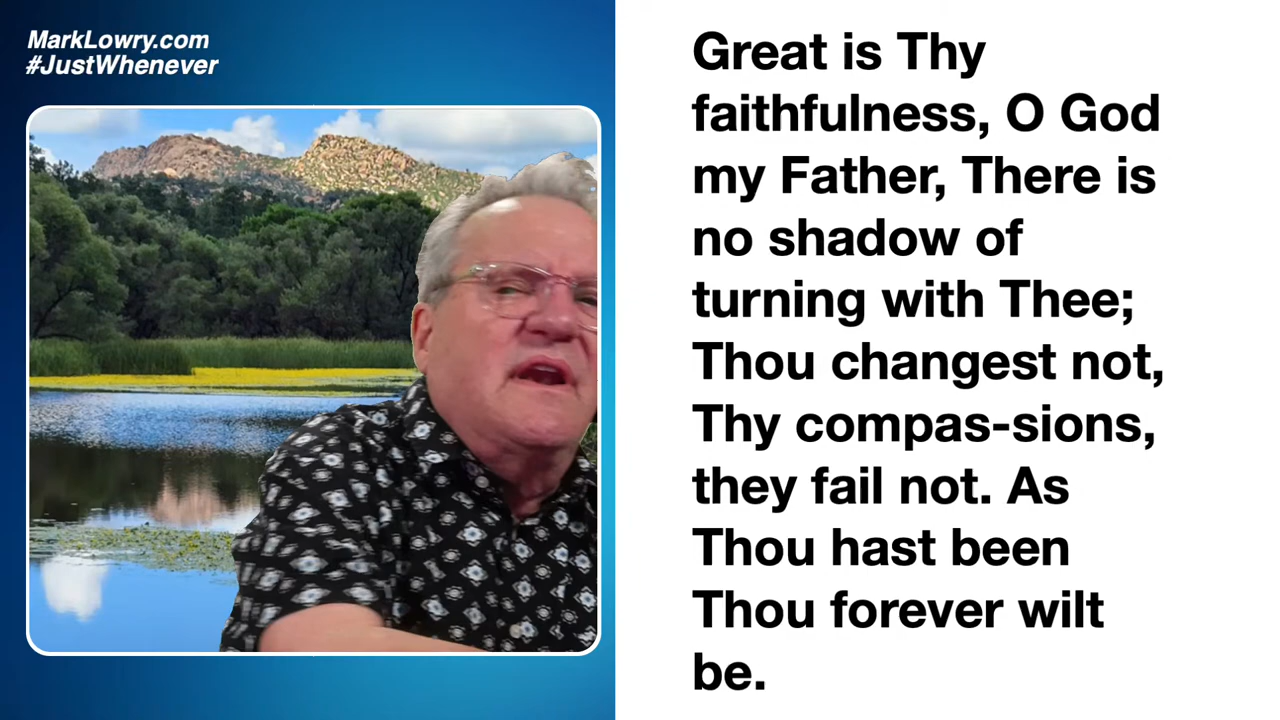 MarkLowry.com
#JustWhenever
Great is Thy
faithfulness, O God
my Father, There is
no shadow of
turning with Thee;
Thou changest not,
Thy compas-sions,
they fail not. As
Thou hast been
Thou forever wilt
be.